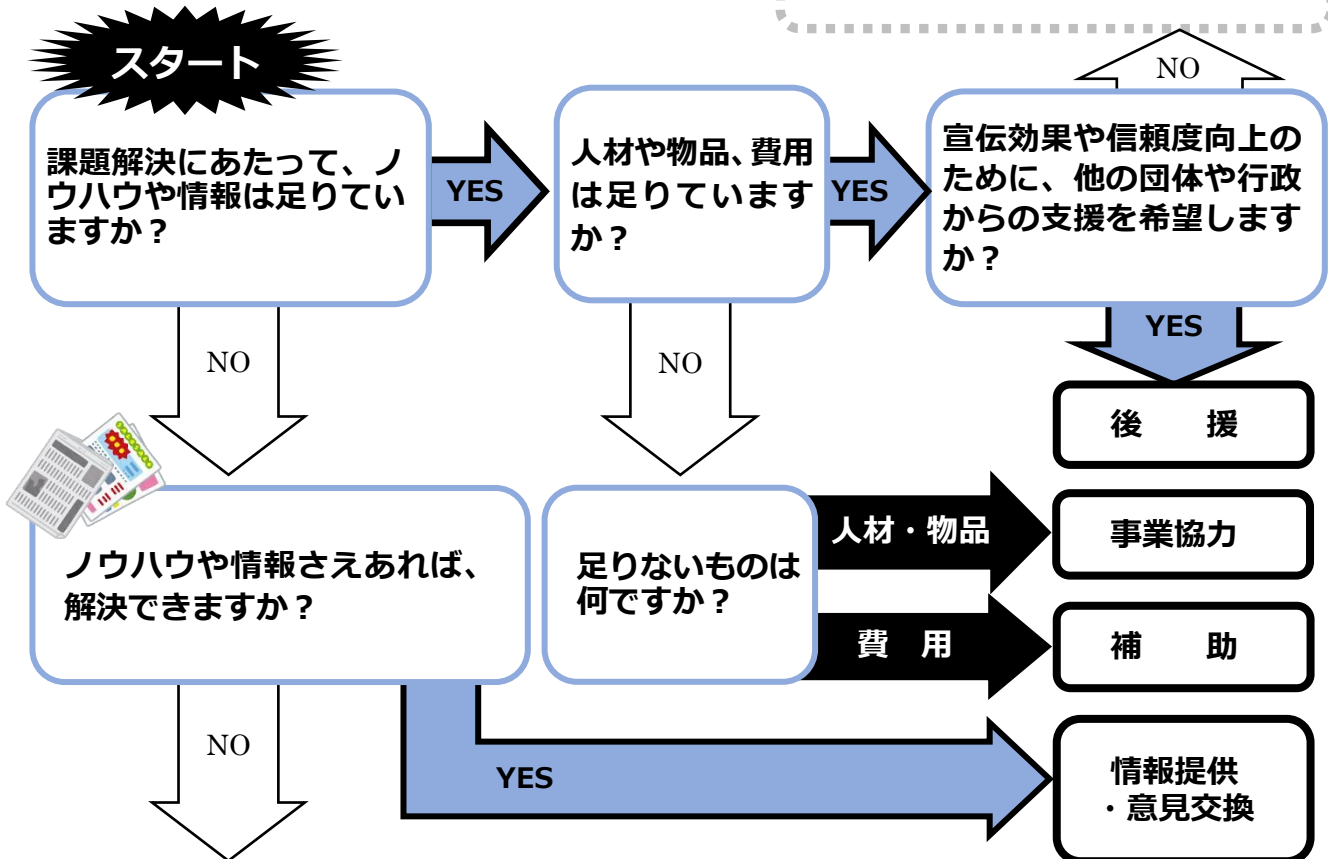 スタート
課題解決にあたって、ノ
ウハウや情報は足りてい
ますか？
YES
人材や物品、費用
は足りています
か？
YES
NO
宣伝効果や信頼度向上の
ために、他の団体や行政
からの支援を希望します
か？
NO
NO
YES
後　援
ノウハウや情報さえあれば、
解決できますか？
足りないものは
何ですか？
人材・物品
事業協力
費　用
補　助
NO
YES
情報提供
・意見交換